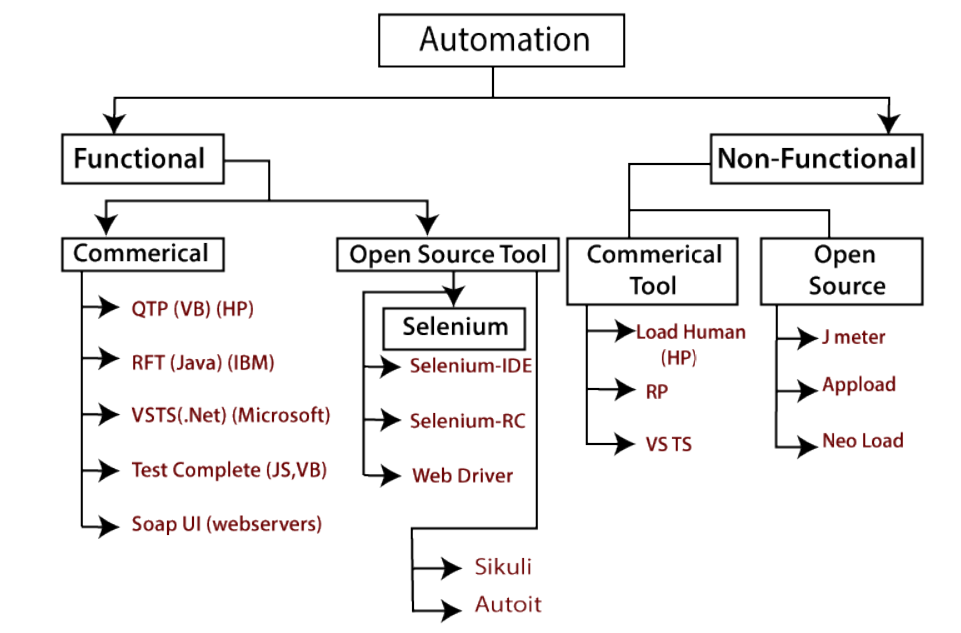 Automation
Functional
Non-Functional
Commerical
QTP (VB) (HP)
RFT (Java) (IBM)
VSTS(.Net) (Microsoft)
Test Complete (JS,VB)
Soap UI (webservers)
Open Source Tool
Selenium
Selenium-IDE
Selenium-RC
Web Driver
Sikuli
Autoit
Commerical
Tool
Load Human
(HP)
RP
VS TS
Open
Source
J meter
Appload
Neo Load